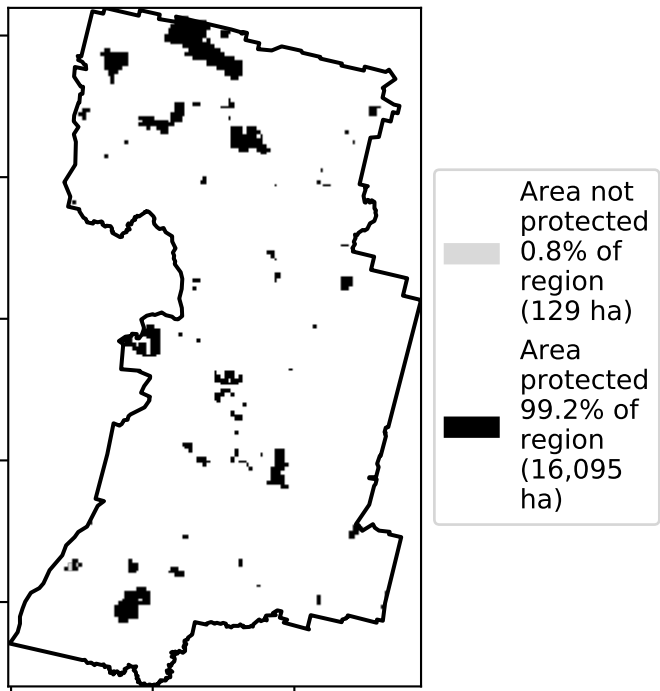 Area not
protected
0.8% of
region
(129 ha)
Area
protected
99.2% of
region
(16,095
ha)